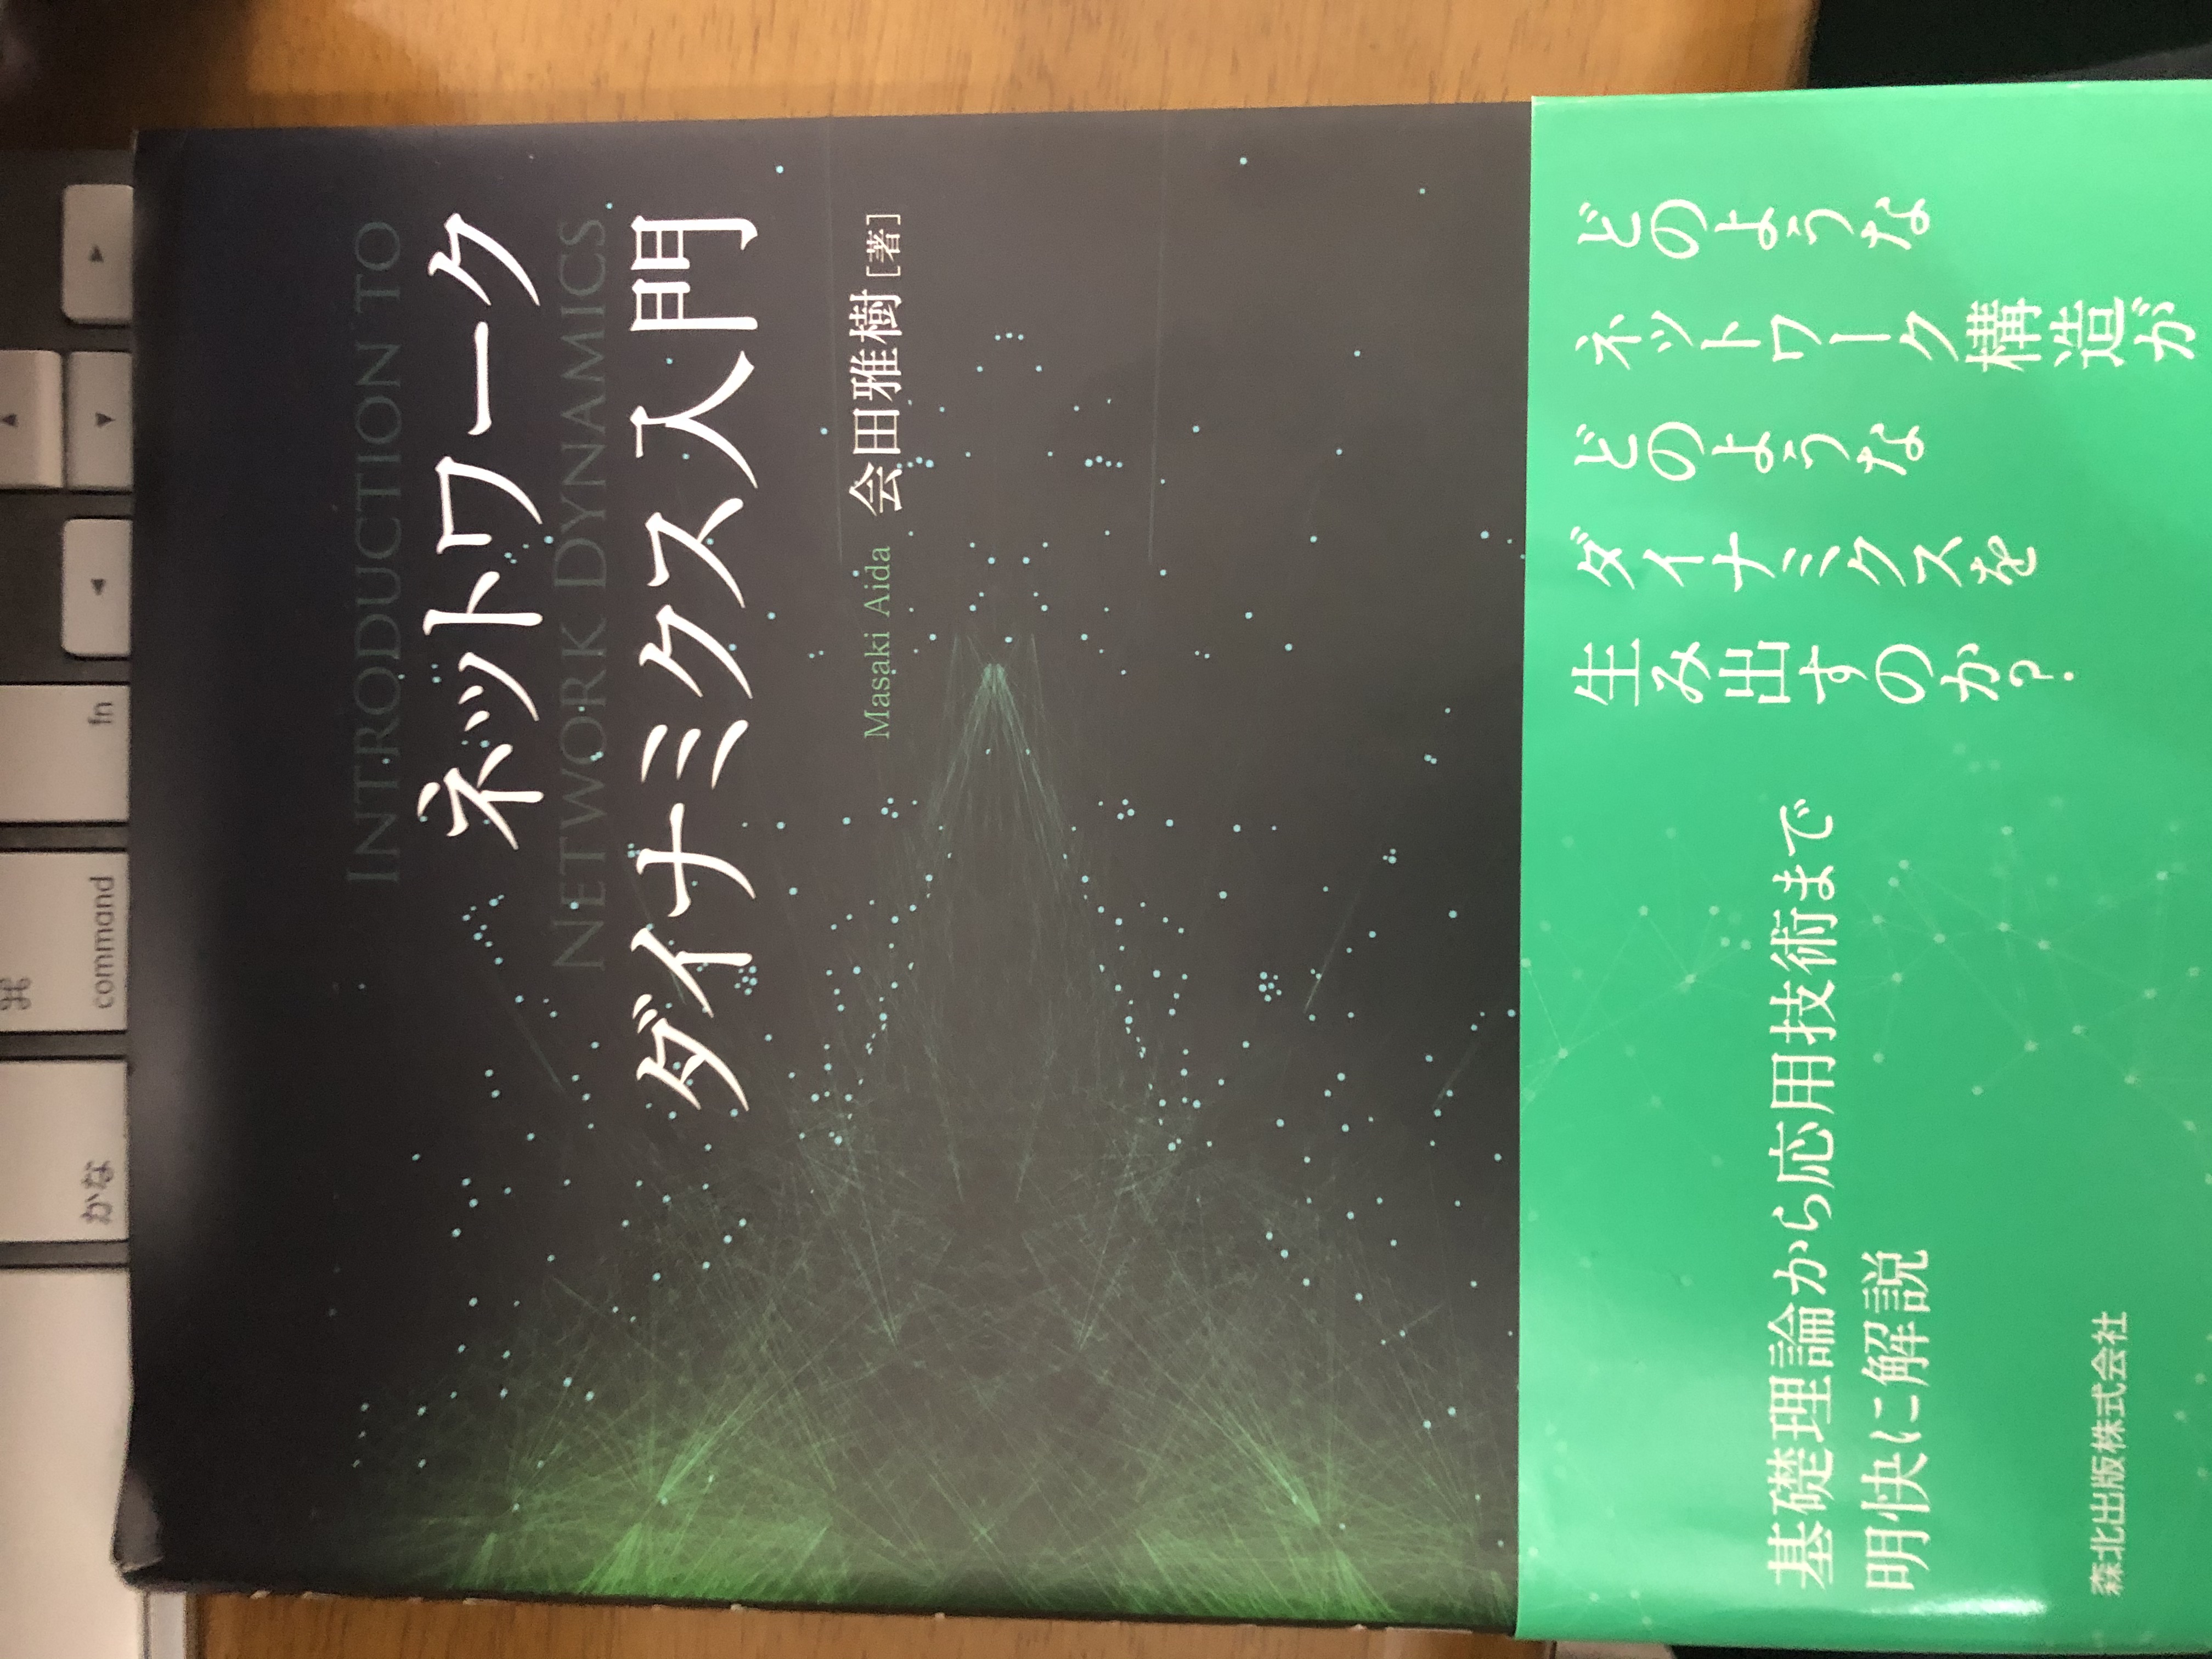 かな
⌘
command
fn
◀
▲
▼
▶
INTRODUCTION TO
ネットワーク
NETWORK DYNAMICS
ダイナミクス入門
Masaki Aida 会田雅樹[著]
どのような
ネットワーク構造が
どのような
ダイナミクスを
生み出すのか?
基礎理論から応用技術まで
明快に解説
森北出版株式会社